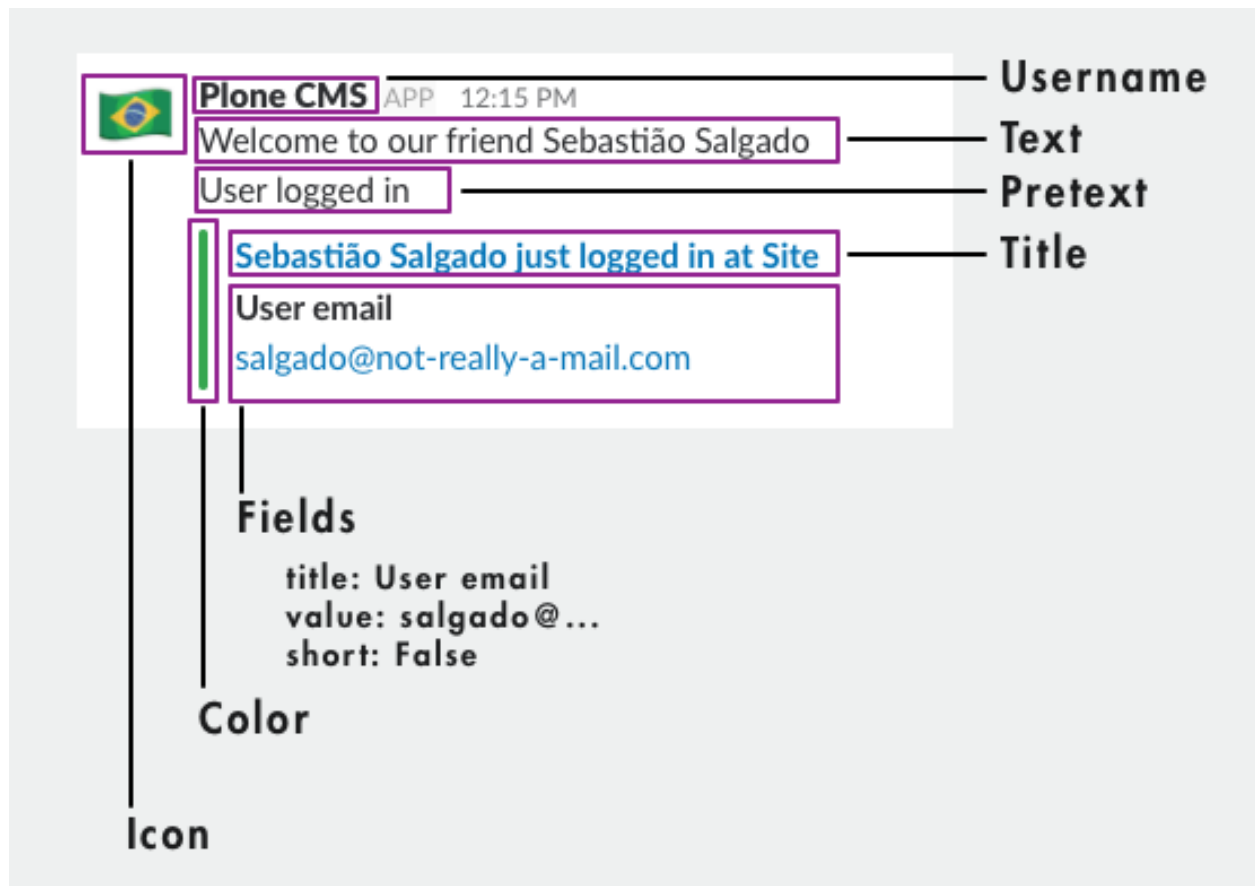 Plone CMS APP 12:15 PM
Username
Welcome to our friend Sebastião Salgado
Text
User logged in
Pretext
Sebastião Salgado just logged in at Site
Title
User email
salgado@not-really-a-mail.com
Fields
title: User email
value: salgado@...
short: False
Color
Icon